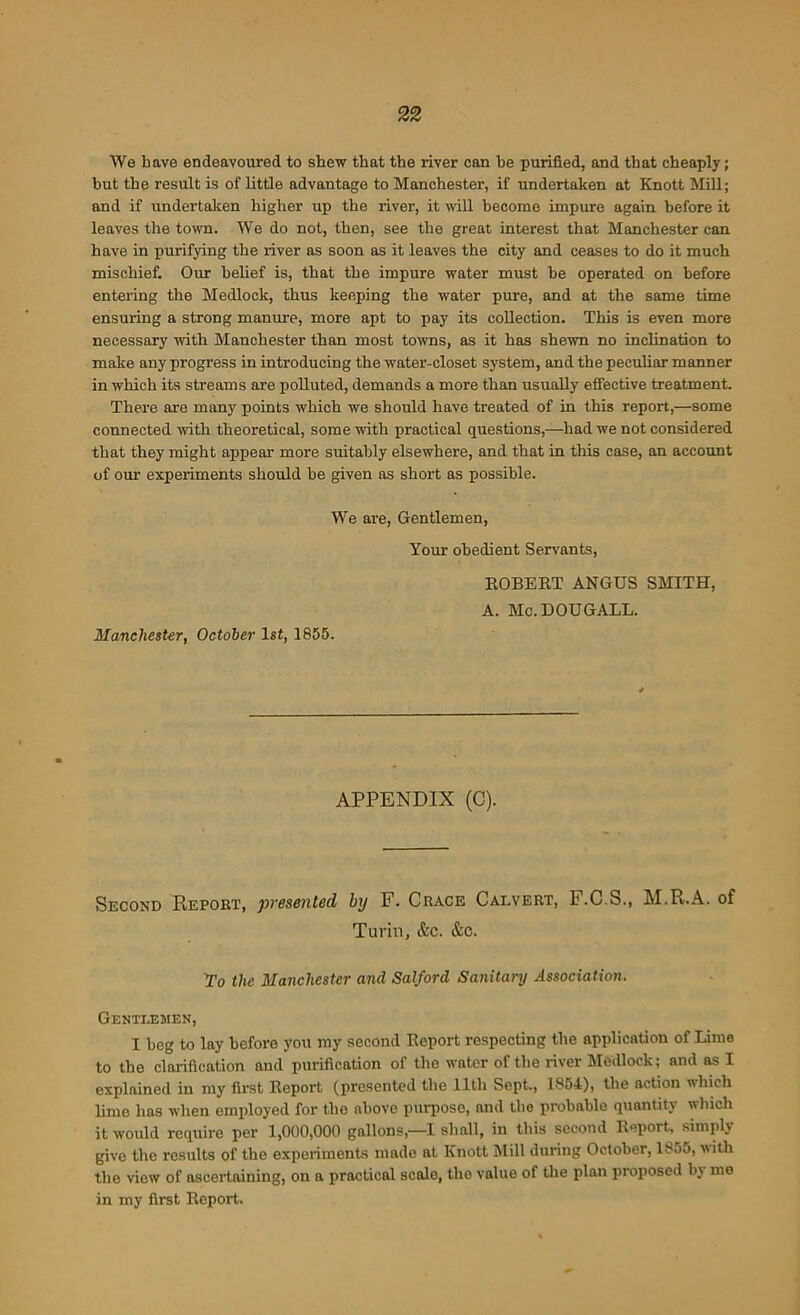 22
We have endeavoured to shew that the river can be purified, and that cheaply;
but the result is of little advantage to Manchester, if undertaken at Knott Mill;
and if undertaken higher up the river, it will become impure again before it
leaves the town. We do not, then, see the great interest that Manchester can
have in purifying the river as soon as it leaves the city and ceases to do it much
mischief. Our belief is, that the impure water must be operated on before
entering the Medlock, thus keeping the water pure, and at the same time
ensuring a strong manure, more apt to pay its collection. This is even more
necessary with Manchester than most towns, as it has shewn no inclination to
make any progress in introducing the water-closet system, and the peculiar manner
in which its streams are polluted, demands a more than usually effective treatment.
There are many points which we should have treated of in this report,—some
connected with theoretical, some with practical questions,—had we not considered
that they might appear more suitably elsewhere, and that in this case, an account
of our experiments should be given as short as possible.
We are, Gentlemen,
Your obedient Servants,
ROBERT ANGUS SMITH,
A. Mc.DOUGALL.
Manchester, October 1st, 1855.
APPENDIX (C).
Second Report, presented by F. Crace Calvert, F.C.S., M.R.A. of
Turin, &c. &c.
To the Manchester and Salford Sanitary Association.
Gentlemen,
I beg to lay before you my second Report respecting the application of Lime
to the clarification and purification of the water of the river Medlock; and as I
explained in my first Report (presented the 11th Sept., 1854), the action which
lime has when employed for the above purpose, and the probable quantity which
it would require per 1,000,000 gallons,—I shall, in this second Report, simply
give the results of the experiments made at Knott Mill during October, 1855, with
the view of ascertaining, on a practical scale, the value of the plan proposed by me
in my first Report.